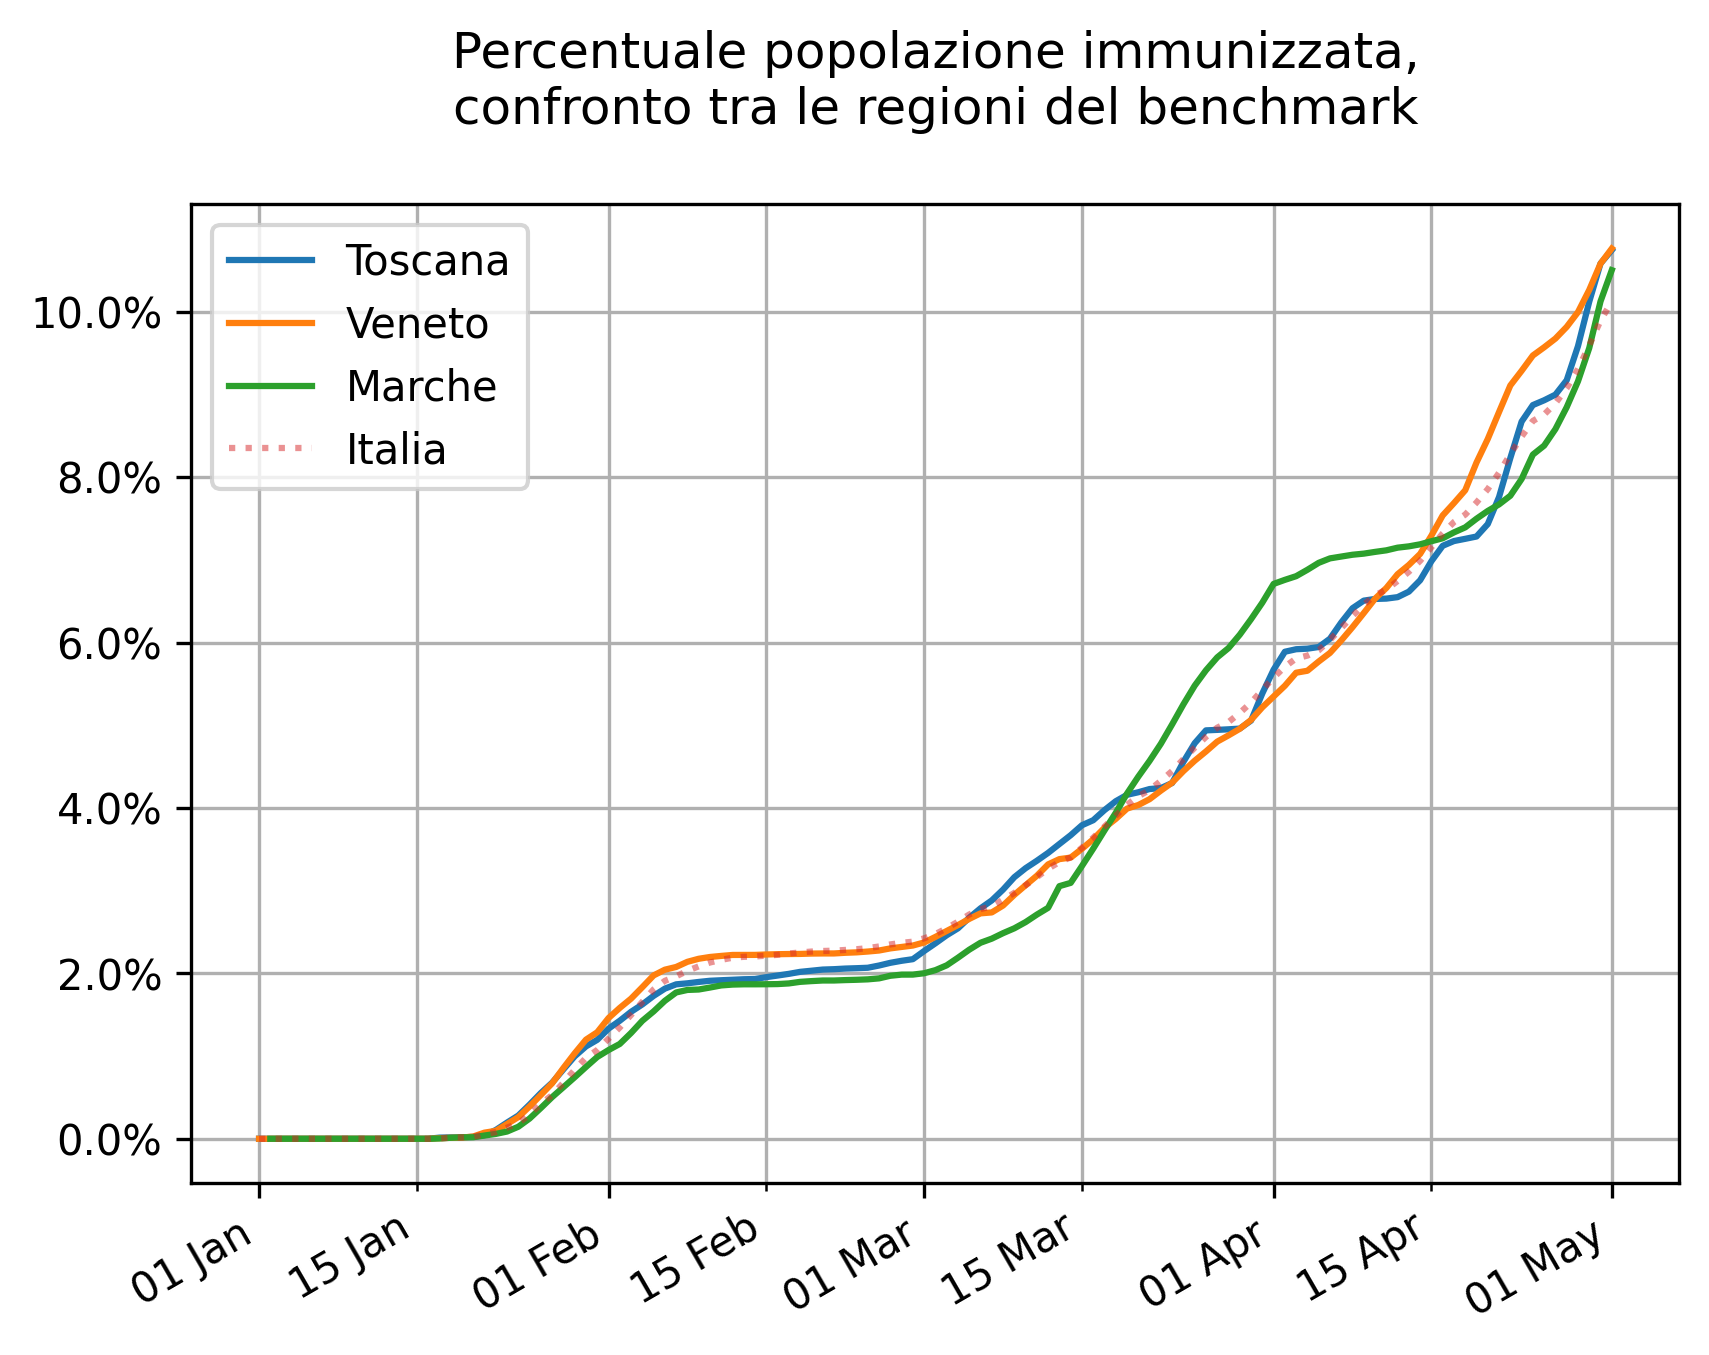 Percentuale popolazione immunizzata,
confronto tra le regioni del benchmark
Toscana
Veneto
Marche
Italia
10.0%
8.0%
6.0%
4.0%
2.0%
0.0%
01 Jan
15 Jan
01 Feb
15 Feb
01 Mar
15 Mar
01 Apr
15 Apr
01 May